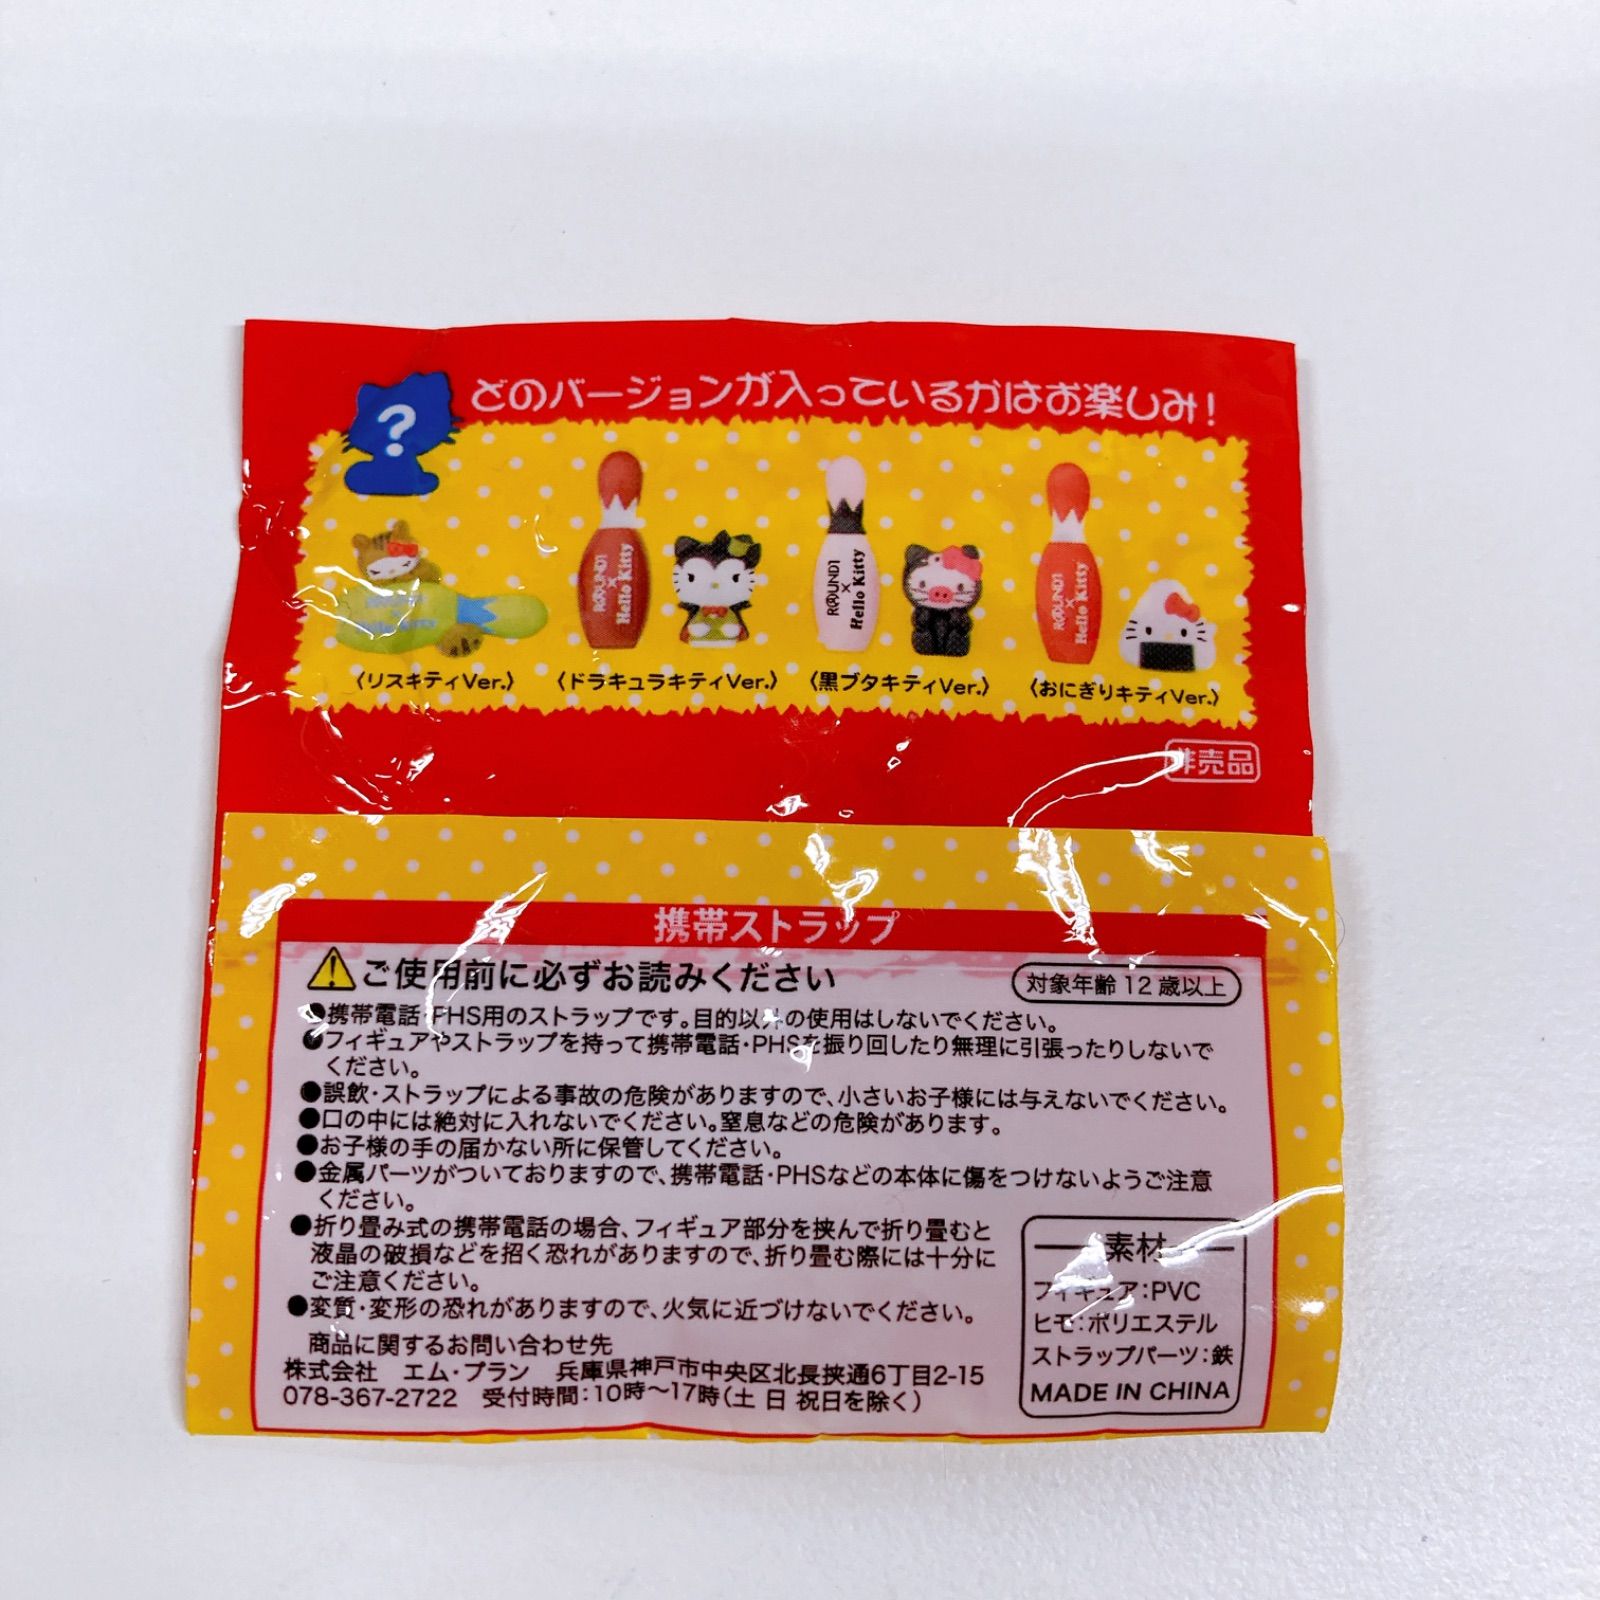 ?
どのバージョンが入っているかはお楽しみ!
ROUND1 × Hello Kitty
ROUND1 × Hello Kitty
ROUND1 × Hello Kitty
Hello Kitty
〈リスキティVer.〉
〈ドラキュラキティVer.〉
〈黒ブタキティVer.〉
〈おにぎりキティVer.〉
非売品
携帯ストラップ
ご使用前に必ずお読みください
対象年齢12歳以上
●携帯電話・PHS用のストラップです。目的以外の使用はしないでください。
●フィギュアやストラップを持って携帯電話・PHSを振り回したり無理に引張ったりしないで
ください。
●誤飲・ストラップによる事故の危険がありますので、小さいお子様には与えないでください。
●口の中には絶対に入れないでください。窒息などの危険があります。
●お子様の手の届かない所に保管してください。
●金属パーツがついておりますので、携帯電話・PHSなどの本体に傷をつけないようご注意
ください。
●折り畳み式の携帯電話の場合、フィギュア部分を挟んで折り畳むと
液晶の破損などを招く恐れがありますので、折り畳む際には十分に
ご注意ください。
●変質・変形の恐れがありますので、火気に近づけないでください。
商品に関するお問い合わせ先
株式会社 エム・プラン 兵庫県神戸市中央区北長狭通6丁目2-15
078-367-2722 受付時間:10時〜17時(土 日 祝日を除く)
素材
フィギュア:PVC
ヒモ:ポリエステル
ストラップパーツ:鉄
MADE IN CHINA